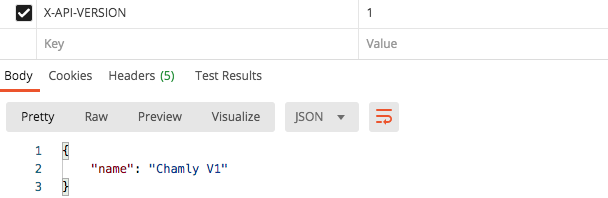 X-API-VERSION 1
Key Value
Body Cookies Headers (5) Test Results
Pretty Raw Preview Visualize JSON
1 {
2 "name": "Chamly V1"
3 }